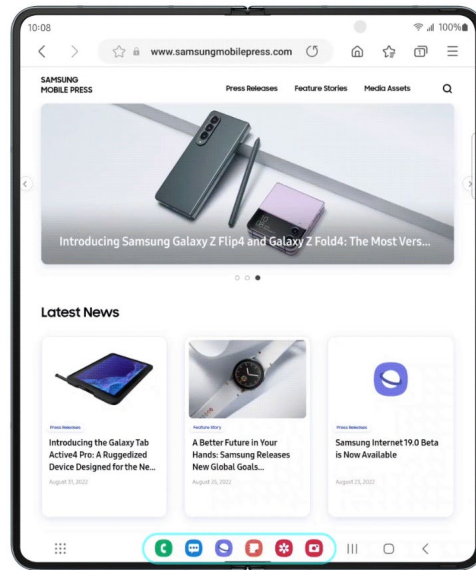 10:08
100%
www.samsungmobilepress.com
SAMSUNG
MOBILE PRESS
Press Releases Feature Stories Media Assets
Introducing Samsung Galaxy Z Flip4 and Galaxy Z Fold4: The Most Vers...
Latest News
Press Releases
Introducing the Galaxy Tab
Active4 Pro: A Ruggedized
Device Designed for the Ne...
August 31, 2022
Feature Story
A Better Future in Your
Hands: Samsung Releases
New Global Goals...
August 25, 2022
Press Releases
Samsung Internet 19.0 Beta
is Now Available
August 23, 2022